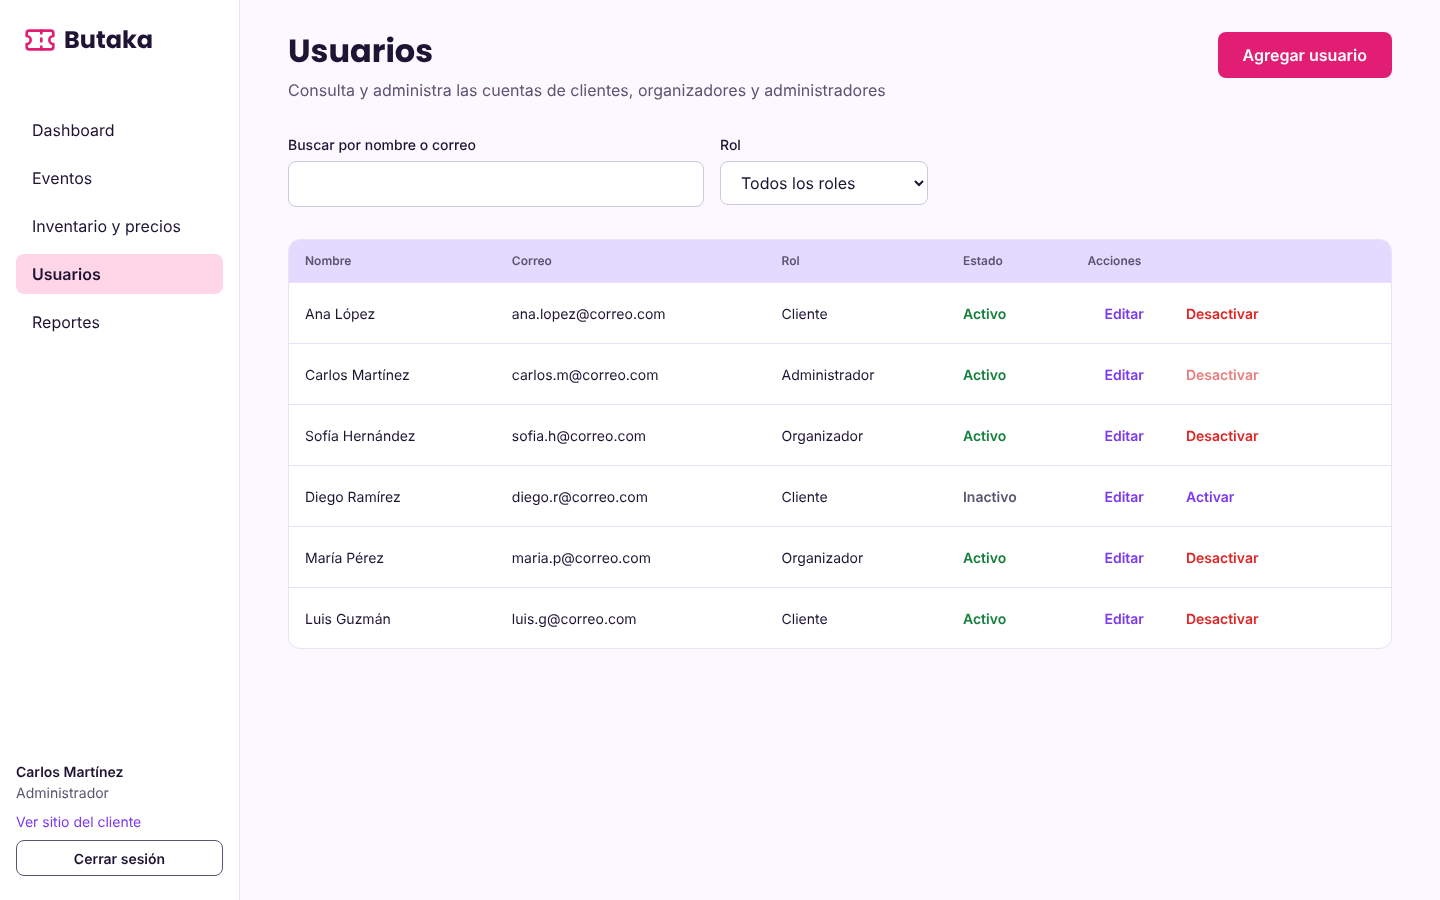 Butaka
Dashboard
Eventos
Inventario y precios
Usuarios
Reportes
Carlos Martínez
Administrador
Ver sitio del cliente
Cerrar sesión
Usuarios
Agregar usuario
Consulta y administra las cuentas de clientes, organizadores y administradores
Buscar por nombre o correo Rol
Todos los roles
Nombre Correo Rol Estado Acciones
Ana López ana.lopez@correo.com Cliente Activo Editar Desactivar
Carlos Martínez carlos.m@correo.com Administrador Activo Editar Desactivar
Sofía Hernández sofia.h@correo.com Organizador Activo Editar Desactivar
Diego Ramírez diego.r@correo.com Cliente Inactivo Editar Activar
María Pérez maria.p@correo.com Organizador Activo Editar Desactivar
Luis Guzmán luis.g@correo.com Cliente Activo Editar Desactivar